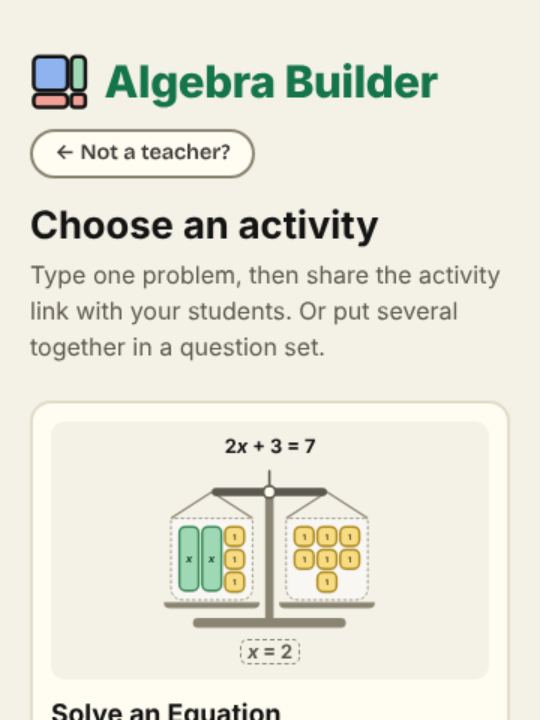 Algebra Builder
← Not a teacher?
Choose an activity
Type one problem, then share the activity
link with your students. Or put several
together in a question set.
2x + 3 = 7
x x 1 1 1 1
1 1 1 1
1 1
x = 2
Solve an Equation